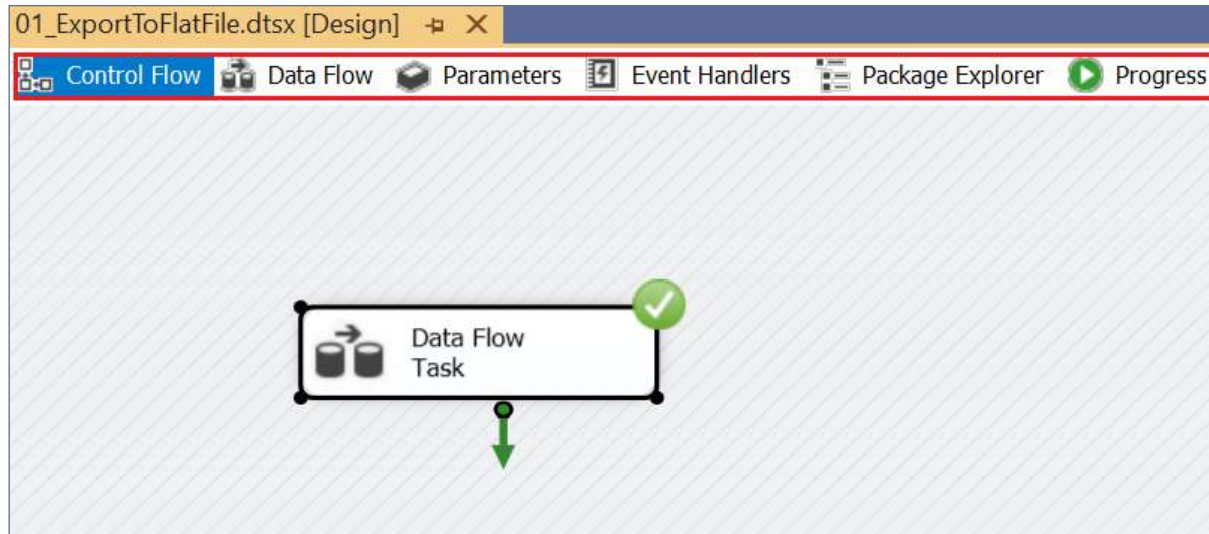 01_ExportToFlatFile.dtsx [Design]
Control Flow Data Flow Parameters Event Handlers Package Explorer Progress
Data Flow
Task